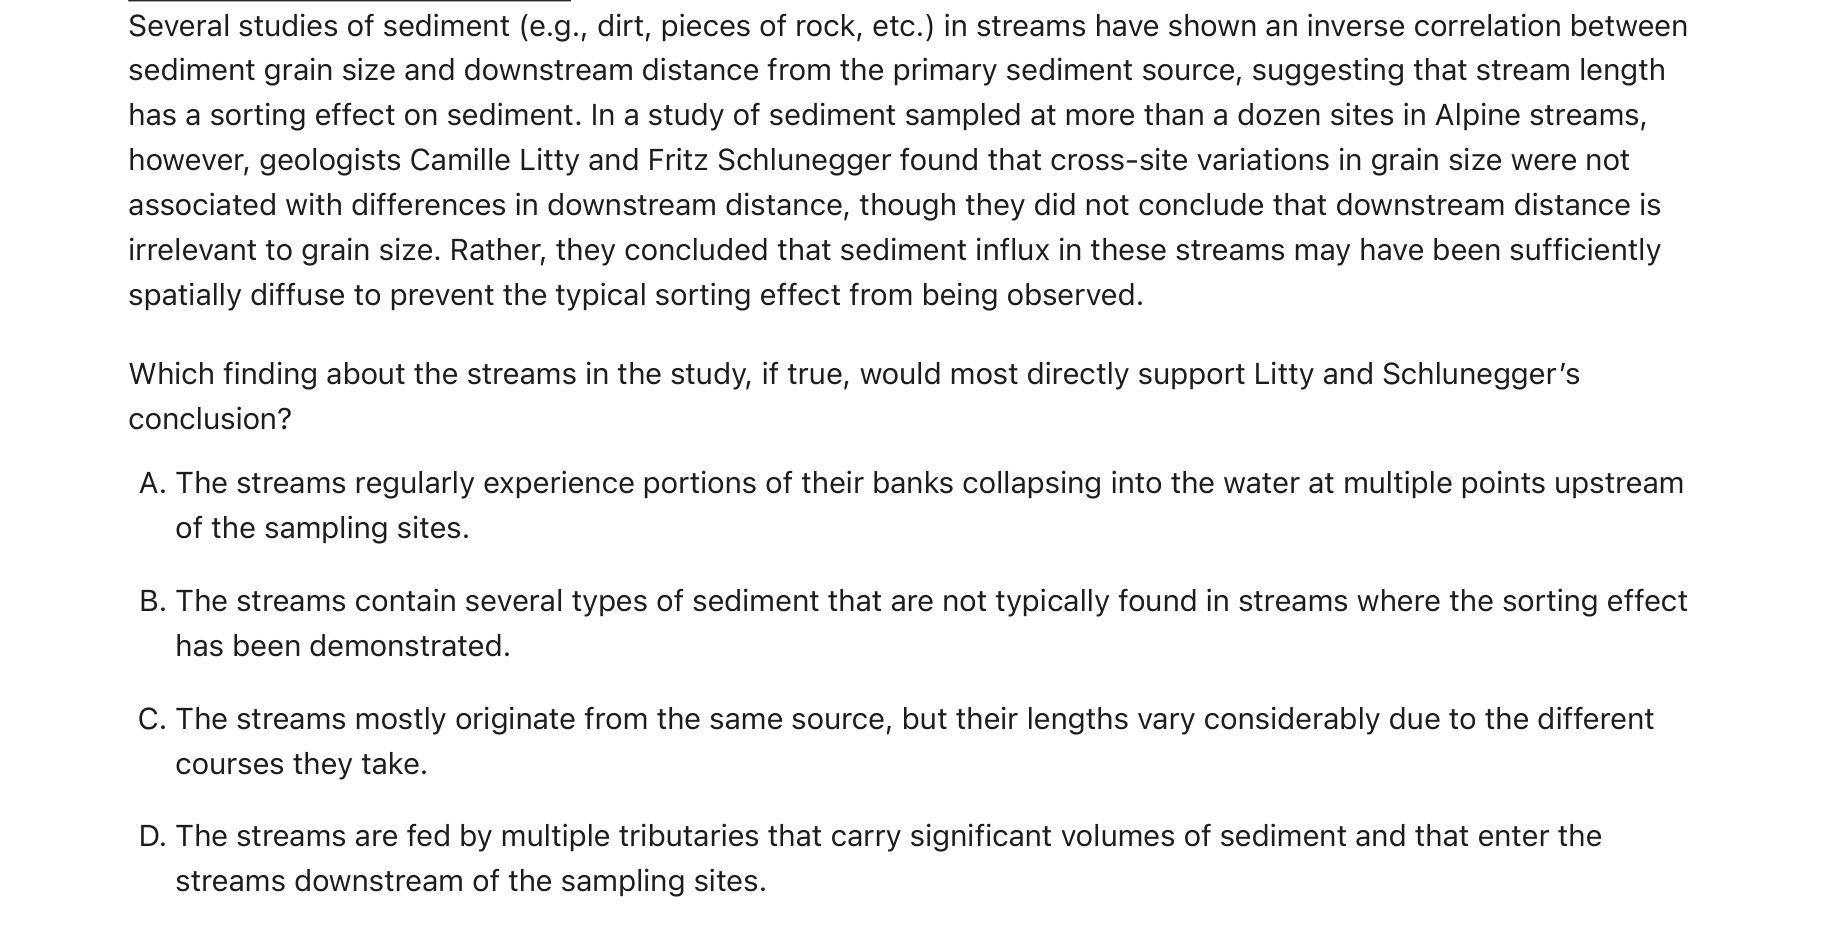 Several studies of sediment (e.g., dirt, pieces of rock, etc.) in streams have shown an inverse correlation between
sediment grain size and downstream distance from the primary sediment source, suggesting that stream length
has a sorting effect on sediment. In a study of sediment sampled at more than a dozen sites in Alpine streams,
however, geologists Camille Litty and Fritz Schlunegger found that cross-site variations in grain size were not
associated with differences in downstream distance, though they did not conclude that downstream distance is
irrelevant to grain size. Rather, they concluded that sediment influx in these streams may have been sufficiently
spatially diffuse to prevent the typical sorting effect from being observed.
Which finding about the streams in the study, if true, would most directly support Litty and Schlunegger’s
conclusion?
A. The streams regularly experience portions of their banks collapsing into the water at multiple points upstream
of the sampling sites.
B. The streams contain several types of sediment that are not typically found in streams where the sorting effect
has been demonstrated.
C. The streams mostly originate from the same source, but their lengths vary considerably due to the different
courses they take.
D. The streams are fed by multiple tributaries that carry significant volumes of sediment and that enter the
streams downstream of the sampling sites.